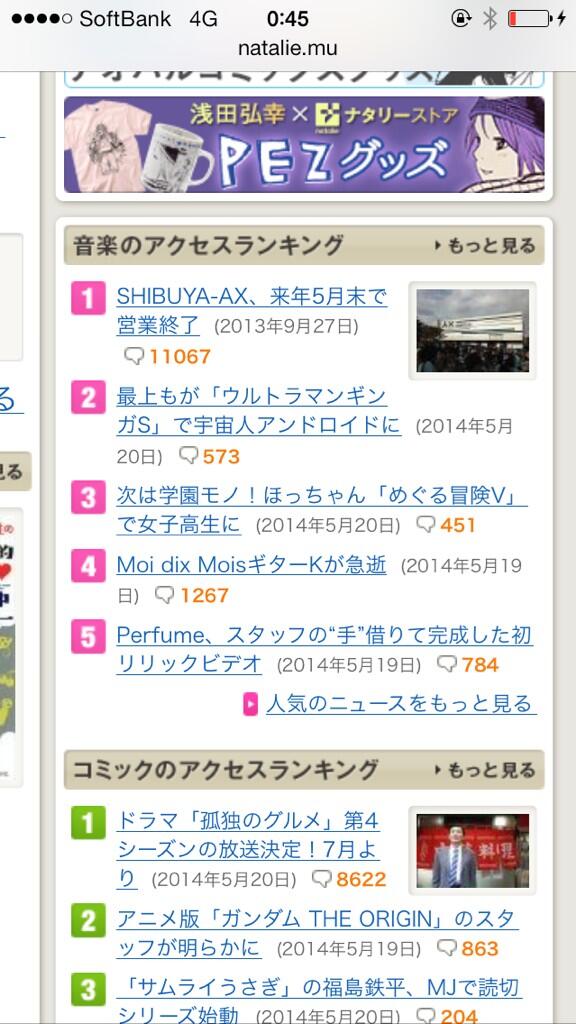 SoftBank 4G 0:45
natalie.mu
浅田弘幸×ナタリーストア
natalie
PEZグッズ
音楽のアクセスランキング もっと見る
1 SHIBUYA-AX、来年5月末で
営業終了 (2013年9月27日)
11067
AX
2 最上もが「ウルトラマンギン
ガS」で宇宙人アンドロイドに (2014年5月
20日) 573
3 次は学園モノ！ほっちゃん「めぐる冒険V」
で女子高生に (2014年5月20日) 451
4 Moi dix MoisギターKが急逝 (2014年5月19
日) 1267
5 Perfume、スタッフの“手”借りて完成した初
リリックビデオ (2014年5月19日) 784
人気のニュースをもっと見る
る
見る
コミックのアクセスランキング もっと見る
1 ドラマ「孤独のグルメ」第4
シーズンの放送決定！7月よ
り (2014年5月20日) 8622
料理
2 アニメ版「ガンダム THE ORIGIN」のスタ
ッフが明らかに (2014年5月19日) 863
3 「サムライうさぎ」の福島鉄平、MJで読切
シリーズ始動 (2014年5月20日) 204